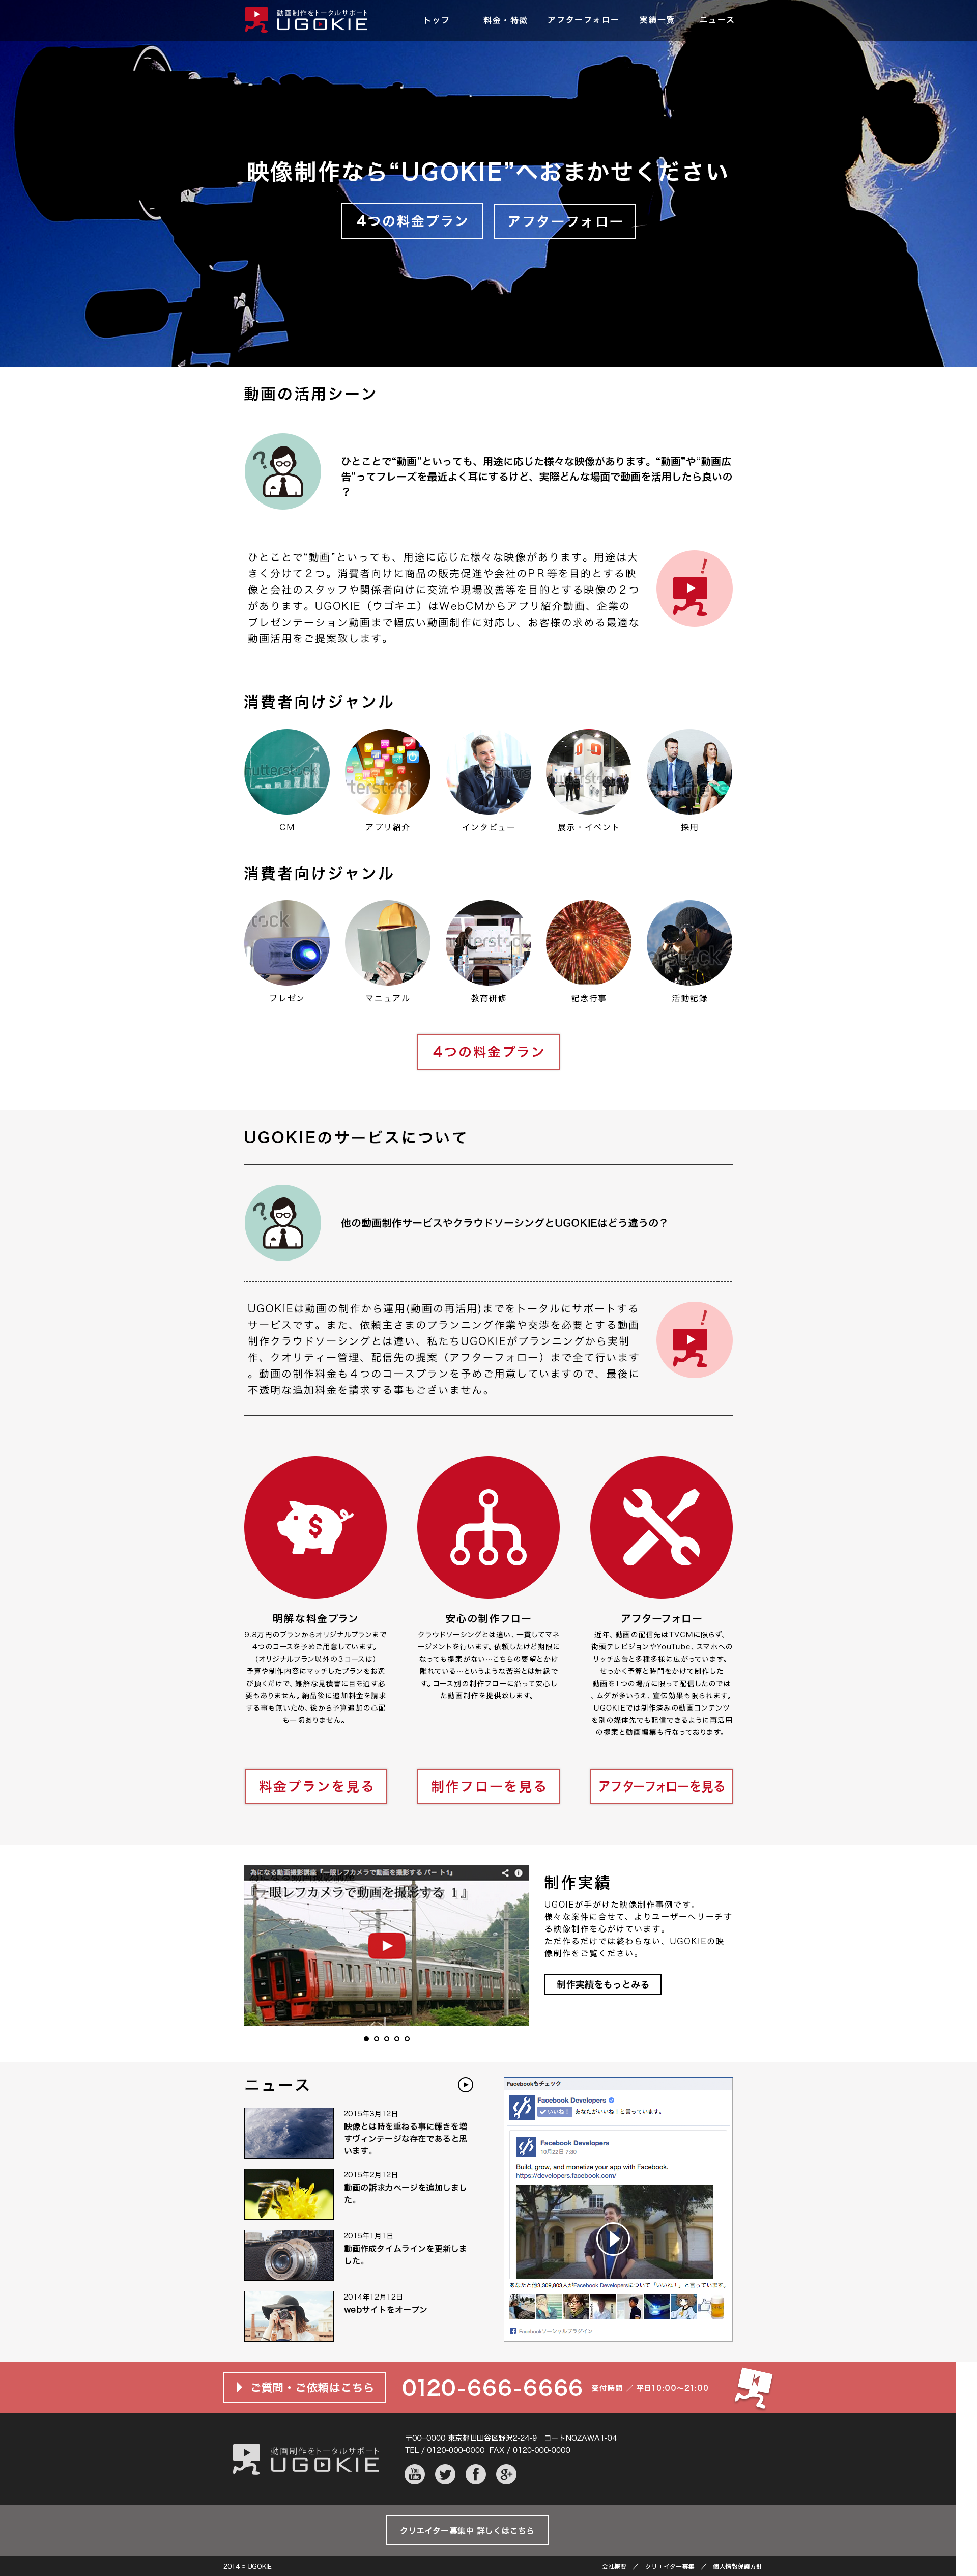 動画制作をトータルサポート
UGOKIE
トップ
料金・特徴
アフターフォロー
実績一覧
ニュース
映像制作なら“UGOKIE”へおまかせください
4つの料金プラン
アフターフォロー
動画の活用シーン
ひとことで“動画”といっても、用途に応じた様々な映像があります。“動画”や“動画広
告”ってフレーズを最近よく耳にするけど、実際どんな場面で動画を活用したら良いの
？
ひとことで“動画”といっても、用途に応じた様々な映像があります。用途は大
きく分けて２つ。消費者向けに商品の販売促進や会社のPR等を目的とする映
像と会社のスタッフや関係者向けに交流や現場改善等を目的とする映像の２つ
があります。UGOKIE（ウゴキエ）はWebCMからアプリ紹介動画、企業の
プレゼンテーション動画まで幅広い動画制作に対応し、お客様の求める最適な
動画活用をご提案致します。
消費者向けジャンル
CM
アプリ紹介
インタビュー
展示・イベント
採用
消費者向けジャンル
プレゼン
マニュアル
教育研修
記念行事
活動記録
4つの料金プラン
UGOKIEのサービスについて
他の動画制作サービスやクラウドソーシングとUGOKIEはどう違うの？
UGOKIEは動画の制作から運用(動画の再活用)までをトータルにサポートする
サービスです。また、依頼主さまのプランニング作業や交渉を必要とする動画
制作クラウドソーシングとは違い、私たちUGOKIEがプランニングから実制
作、クオリティー管理、配信先の提案（アフターフォロー）まで全て行います
。動画の制作料金も４つのコースプランを予めご用意していますので、最後に
不透明な追加料金を請求する事もございません。
明解な料金プラン
9.8万円のプランからオリジナルプランまで
4つのコースを予めご用意しています。
（オリジナルプラン以外の３コースは）
予算や制作内容にマッチしたプランをお選
び頂くだけで、難解な見積書に目を通す必
要もありません。納品後に追加料金を請求
する事も無いため、後から予算追加の心配
も一切ありません。
安心の制作フロー
クラウドソーシングとは違い、一貫してマネ
ージメントを行います。依頼したけど期限に
なっても提案がない…こちらの要望とかけ
離れている…というような苦労とは無縁で
す。コース別の制作フローに沿って安心し
た動画制作を提供致します。
アフターフォロー
近年、動画の配信先はTVCMに限らず、
街頭テレビジョンやYouTube、スマホへの
リッチ広告と多種多様に広がっています。
せっかく予算と時間をかけて制作した
動画を１つの場所に限って配信したのでは
、ムダが多いうえ、宣伝効果も限られます。
UGOKIEでは制作済みの動画コンテンツ
を別の媒体先でも配信できるように再活用
の提案と動画編集も行なっております。
料金プランを見る
制作フローを見る
アフターフォローを見る
為になる動画撮影講座『一眼レフカメラで動画を撮影する パート1』
『一眼レフカメラで動画を撮影する 1 』
制作実績
UGOIEが手がけた映像制作事例です。
様々な案件に合せて、よりユーザーへリーチす
る映像制作を心がけています。
ただ作るだけでは終わらない、UGOKIEの映
像制作をご覧ください。
制作実績をもっとみる
ニュース
2015年3月12日
映像とは時を重ねる事に輝きを増
すヴィンテージな存在であると思
います。
2015年2月12日
動画の訴求力ページを追加しまし
た。
2015年1月1日
動画作成タイムラインを更新しま
した。
2014年12月12日
webサイトをオープン
Facebookもチェック
Facebook Developers
いいね！ あなたがいいね！と言っています。
Facebook Developers
10月22日 7:30
Build, grow, and monetize your app with Facebook.
https://developers.facebook.com/
あなたと他3,309,803人がFacebook Developersについて「いいね！」と言っています。
Facebookソーシャルプラグイン
ご質問・ご依頼はこちら
0120-666-6666
受付時間 ／ 平日10:00〜21:00
動画制作をトータルサポート
UGOKIE
〒00−0000 東京都世田谷区野沢2-24-9　コートNOZAWA1-04
TEL / 0120-000-0000 FAX / 0120-000-0000
You Tube
クリエイター募集中 詳しくはこちら
2014 © UGOKIE
会社概要 ／ クリエイター募集 ／ 個人情報保護方針